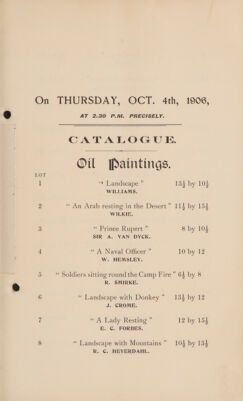 On THURSDAY, OCT. 4th, 1906,
AT 2.30 P.M. PRECISELY.
CATALOGUE.
Oil Paintings.
LOT
1 "Landscape" 13½ by 10½
WILLIAMS.
2 "An Arab resting in the Desert" 11½ by 15½
WILKIE.
3 "Prince Rupert" 8 by 10½
SIR A. VAN DYCK.
4 "A Naval Officer" 10 by 12
W. HEMSLEY.
5 "Soldiers sitting round the Camp Fire" 6½ by 8
R. SMIRKE.
6 "Landscape with Donkey" 13½ by 12
J. CROME.
7 "A Lady Resting" 12 by 15½
E. C. FORBES.
8 "Landscape with Mountains" 10½ by 13½
R. C. HEYERDAHL.